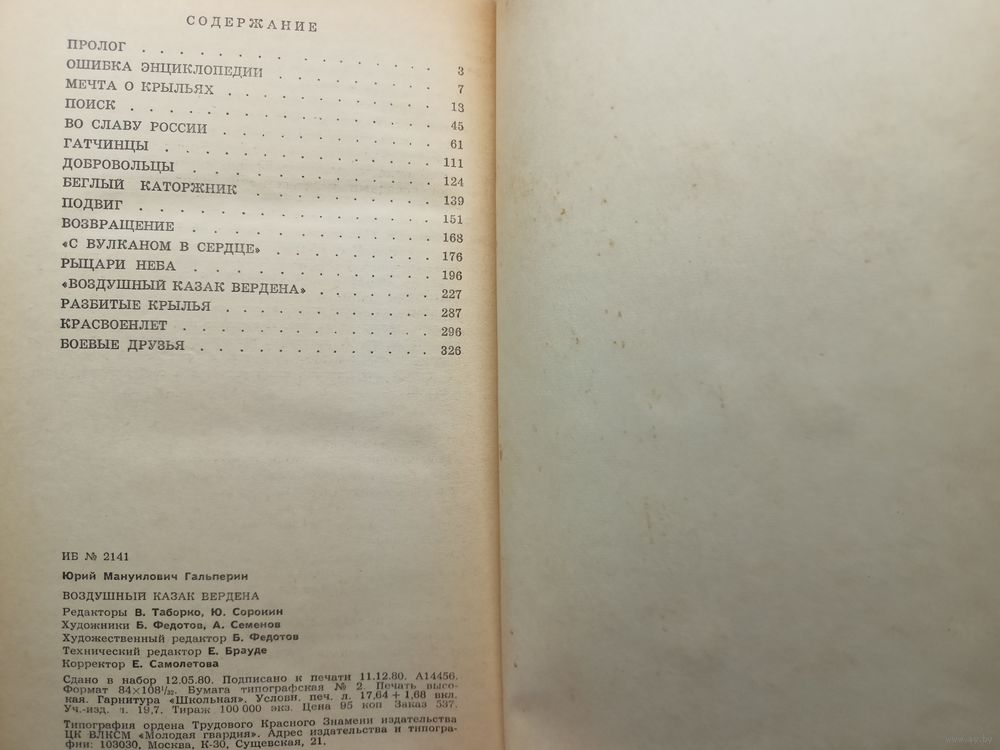 СОДЕРЖАНИЕ
ПРОЛОГ . . . . . . . . . . . . . 3
ОШИБКА ЭНЦИКЛОПЕДИИ . . . . . . . . 7
МЕЧТА О КРЫЛЬЯХ . . . . . . . . . . 13
ПОИСК . . . . . . . . . . . . . 45
ВО СЛАВУ РОССИИ . . . . . . . . . . 61
ГАТЧИНЦЫ . . . . . . . . . . . . 111
ДОБРОВОЛЬЦЫ . . . . . . . . . . . 124
БЕГЛЫЙ КАТОРЖНИК . . . . . . . . . 139
ПОДВИГ . . . . . . . . . . . . . 151
ВОЗВРАЩЕНИЕ . . . . . . . . . . . 168
«С ВУЛКАНОМ В СЕРДЦЕ» . . . . . . . . 176
РЫЦАРИ НЕБА . . . . . . . . . . . 196
«ВОЗДУШНЫЙ КАЗАК ВЕРДЕНА» . . . . . . 227
РАЗБИТЫЕ КРЫЛЬЯ . . . . . . . . . . 287
КРАСВОЕНЛЕТ . . . . . . . . . . . 296
БОЕВЫЕ ДРУЗЬЯ . . . . . . . . . . . 326
ИБ № 2141
Юрий Мануилович Гальперин
ВОЗДУШНЫЙ КАЗАК ВЕРДЕНА
Редакторы В. Таборко, Ю. Сорокин
Художники Б. Федотов, А. Семенов
Художественный редактор Б. Федотов
Технический редактор Е. Брауде
Корректор Е. Самолетова
Сдано в набор 12.05.80. Подписано к печати 11.12.80. А14456.
Формат 84×108¹/₃₂. Бумага типографская № 2. Печать высо-
кая. Гарнитура «Школьная». Условн. печ. л. 17,64 + 1,68 вкл.
Уч.-изд. л. 19,7. Тираж 100 000 экз. Цена 95 коп Заказ 537.
Типография ордена Трудового Красного Знамени издательства
ЦК ВЛКСМ «Молодая гвардия». Адрес издательства и типогра-
фии: 103030, Москва, К-30, Сущевская, 21.
www.ay.by